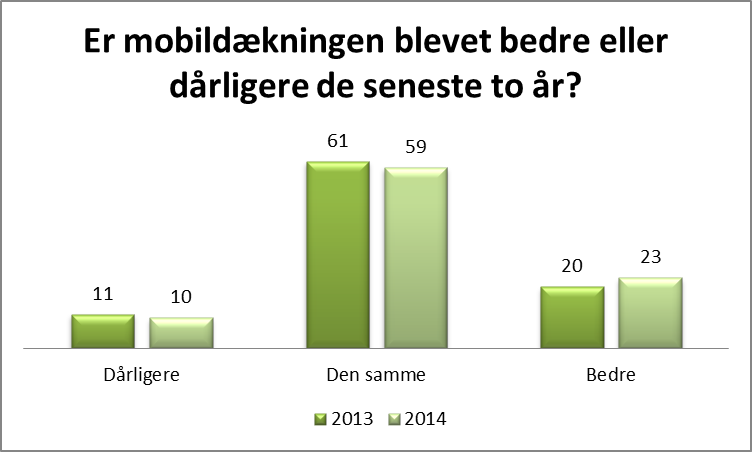 Er mobildækningen blevet bedre eller
dårligere de seneste to år?
61
59
11
10
20
23
Dårligere
Den samme
Bedre
2013
2014